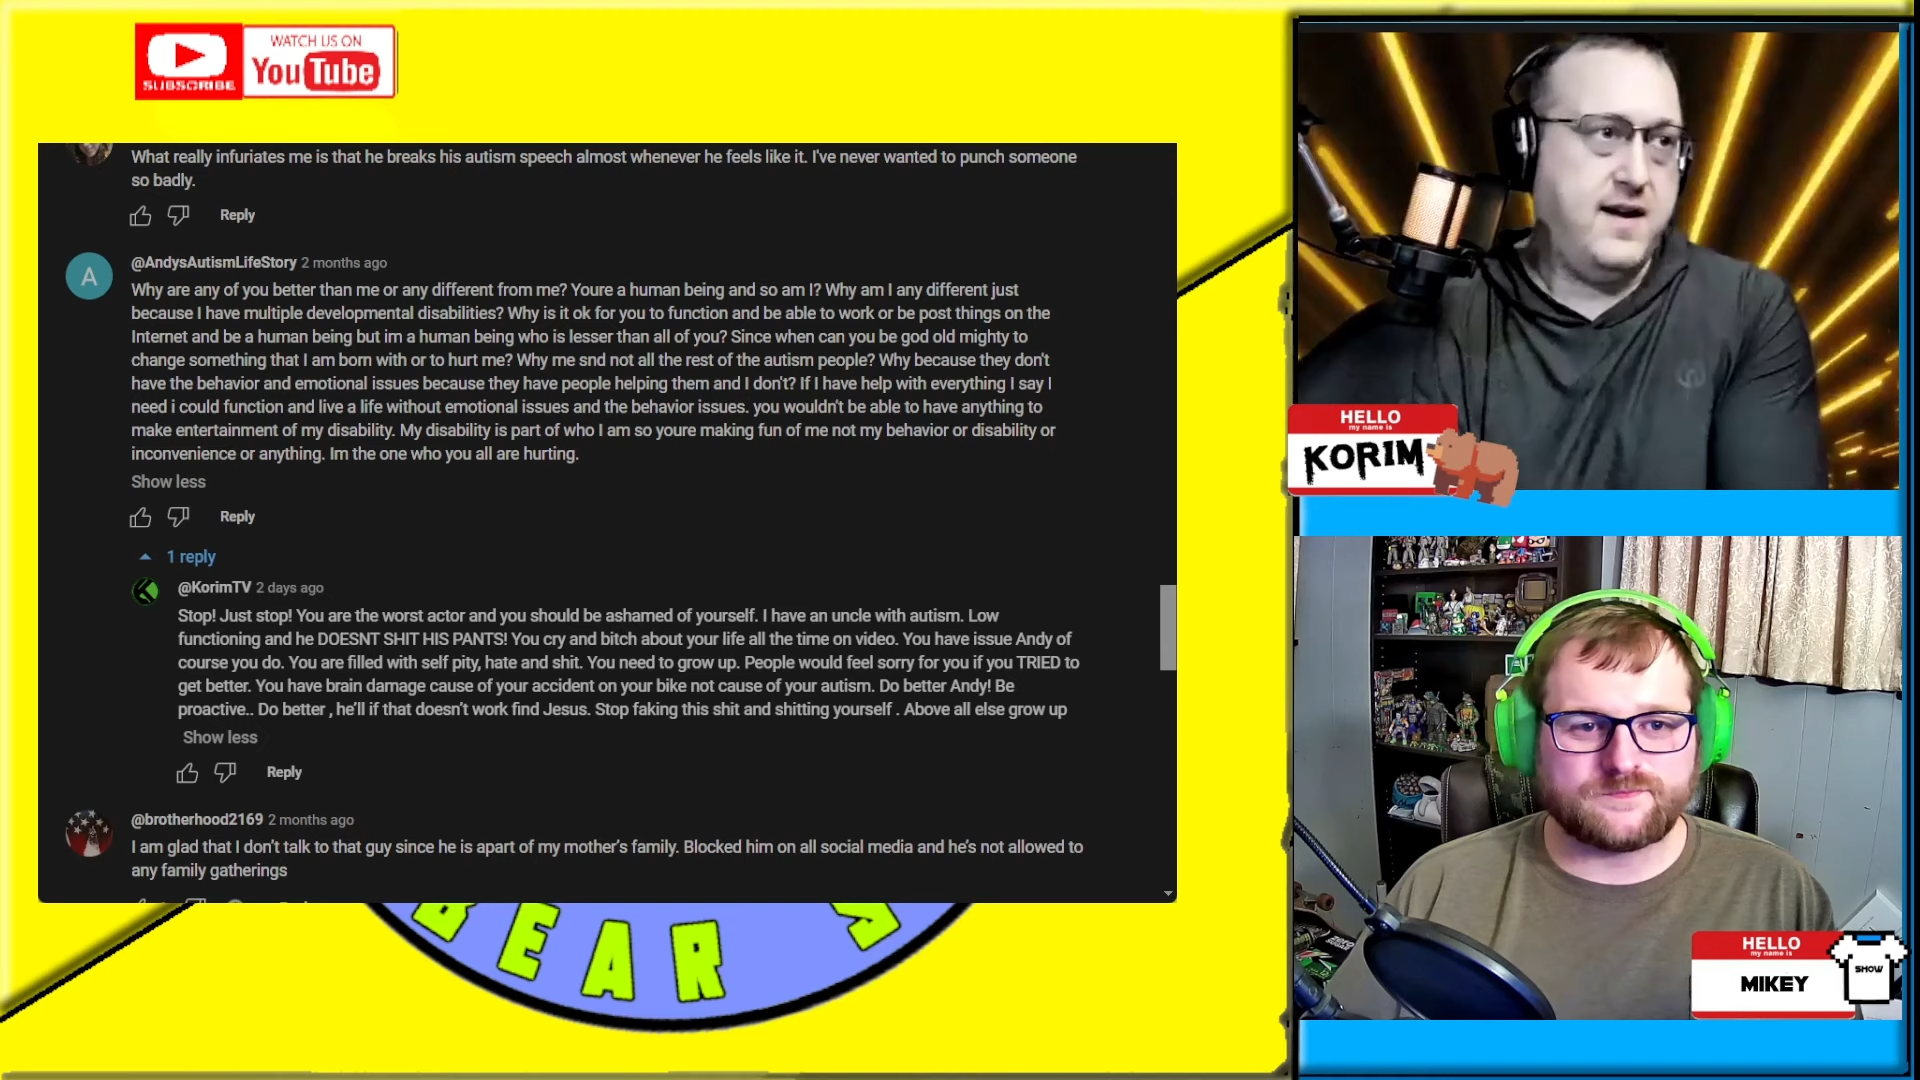 SUBSCRIBE
WATCH US ON
YouTube
What really infuriates me is that he breaks his autism speech almost whenever he feels like it. I've never wanted to punch someone
so badly.
Reply
A
@AndysAutismLifeStory 2 months ago
Why are any of you better than me or any different from me? Youre a human being and so am I? Why am I any different just
because I have multiple developmental disabilities? Why is it ok for you to function and be able to work or be post things on the
Internet and be a human being but im a human being who is lesser than all of you? Since when can you be god old mighty to
change something that I am born with or to hurt me? Why me snd not all the rest of the autism people? Why because they don't
have the behavior and emotional issues because they have people helping them and I don't? If I have help with everything I say I
need i could function and live a life without emotional issues and the behavior issues. you wouldn't be able to have anything to
make entertainment of my disability. My disability is part of who I am so youre making fun of me not my behavior or disability or
inconvenience or anything. Im the one who you all are hurting.
Show less
Reply
1 reply
@KorimTV 2 days ago
Stop! Just stop! You are the worst actor and you should be ashamed of yourself. I have an uncle with autism. Low
functioning and he DOESNT SHIT HIS PANTS! You cry and bitch about your life all the time on video. You have issue Andy of
course you do. You are filled with self pity, hate and shit. You need to grow up. People would feel sorry for you if you TRIED to
get better. You have brain damage cause of your accident on your bike not cause of your autism. Do better Andy! Be
proactive.. Do better , he'll if that doesn't work find Jesus. Stop faking this shit and shitting yourself . Above all else grow up
Show less
Reply
@brotherhood2169 2 months ago
I am glad that I don't talk to that guy since he is apart of my mother's family. Blocked him on all social media and he's not allowed to
any family gatherings
BEAR S
HELLO
my name is
KORIM
HELLO
my name is
MIKEY
SHOW